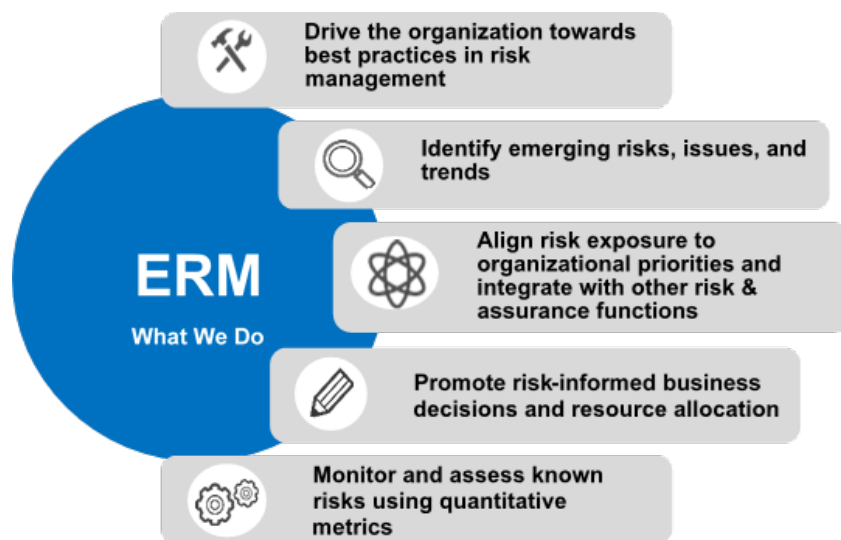 Drive the organization towards
best practices in risk
management
Identify emerging risks, issues, and
trends
Align risk exposure to
organizational priorities and
integrate with other risk &
assurance functions
ERM
What We Do
Promote risk-informed business
decisions and resource allocation
Monitor and assess known
risks using quantitative
metrics